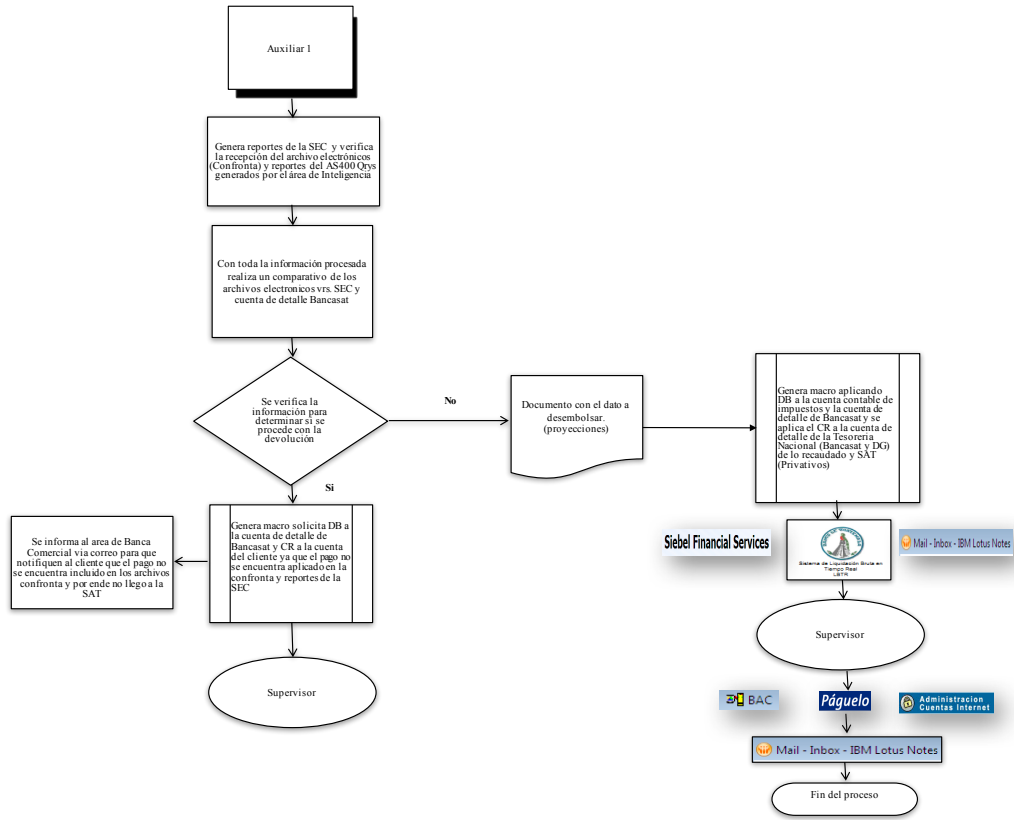 Auxiliar 1
Genera reportes de la SEC y verifica
la recepción del archivo electrónicos
(Confronta) y reportes del AS400 Qrys
generados por el área de Inteligencia
Con toda la información procesada
realiza un comparativo de los
archivos electronicos vrs. SEC y
cuenta de detalle Bancasat
Se verifica la
información para
determinar si se
procede con la
devolución
No
Si
Documento con el dato a
desembolsar.
(proyecciones)
Genera macro aplicando
DB a la cuenta contable de
impuestos y la cuenta de
detalle de Bancasat y se
aplica el CR a la cuenta de
detalle de la Tesoreria
Nacional (Bancasat y DG)
de lo recaudado y SAT
(Privativos)
Se informa al area de Banca
Comercial via correo para que
notifiquen al cliente que el pago no
se encuentra incluido en los archivos
confronta y por ende no llego a la
SAT
Genera macro solicita DB a
la cuenta de detalle de
Bancasat y CR a la cuenta
del cliente ya que el pago no
se encuentra aplicado en la
confronta y reportes de la
SEC
Supervisor
Siebel Financial Services
Sistema de Liquidación Bruta en
Tiempo Real
LBTR
Mail - Inbox - IBM Lotus Notes
Supervisor
BAC
Páguelo
Administracion
Cuentas Internet
Mail - Inbox - IBM Lotus Notes
Fin del proceso